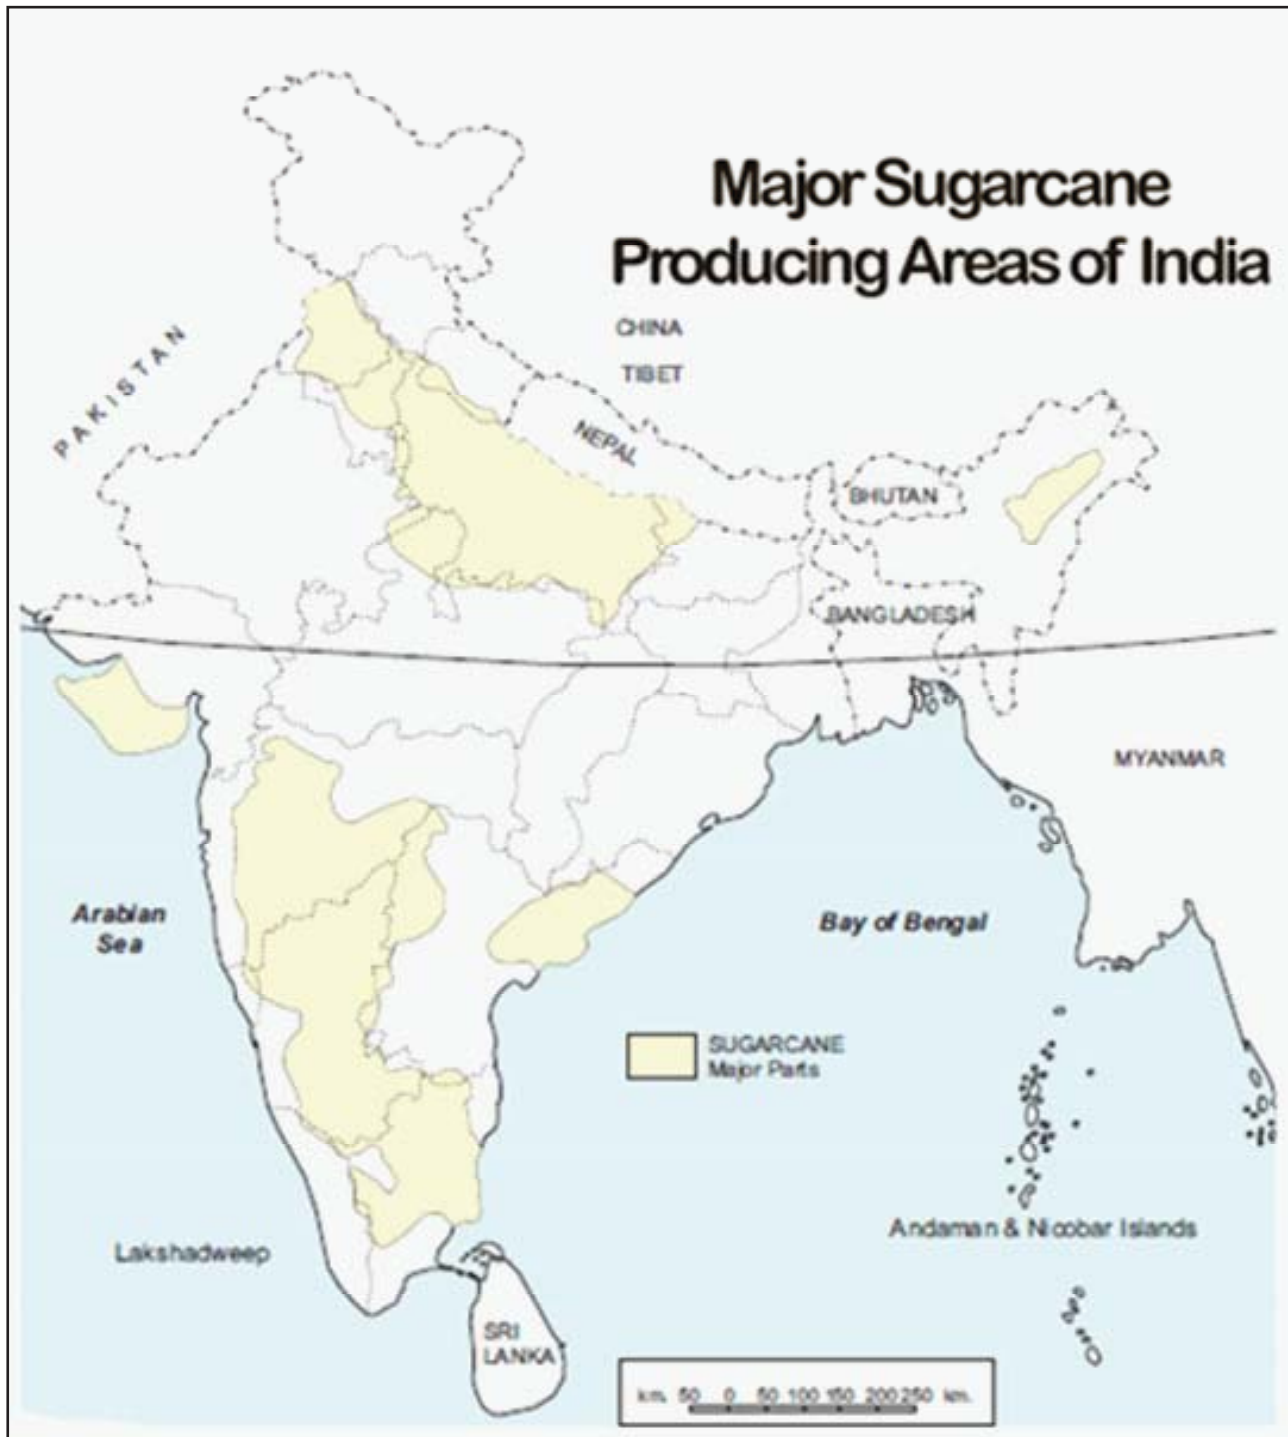 Major Sugarcane
Producing Areas of India
CHINA
TIBET
PAKISTAN
NEPAL
BHUTAN
BANGLADESH
MYANMAR
Arabian
Sea
Bay of Bengal
SUGARCANE
Major Parts
Andaman & Nicobar Islands
Lakshadweep
SRI
LANKA
km. 50 0 50 100 150 200 250 km.